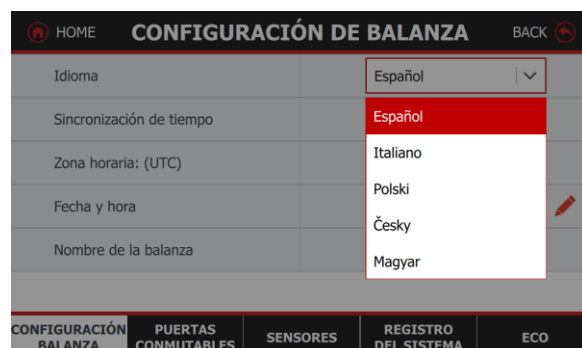 HOME CONFIGURACIÓN DE BALANZA BACK
Idioma Español
Español
Sincronización de tiempo
Italiano
Zona horaria: (UTC)
Polski
Fecha y hora
Česky
Nombre de la balanza
Magyar
CONFIGURACIÓN BALANZA
PUERTAS CONMUTABLES
SENSORES
REGISTRO DEL SISTEMA
ECO